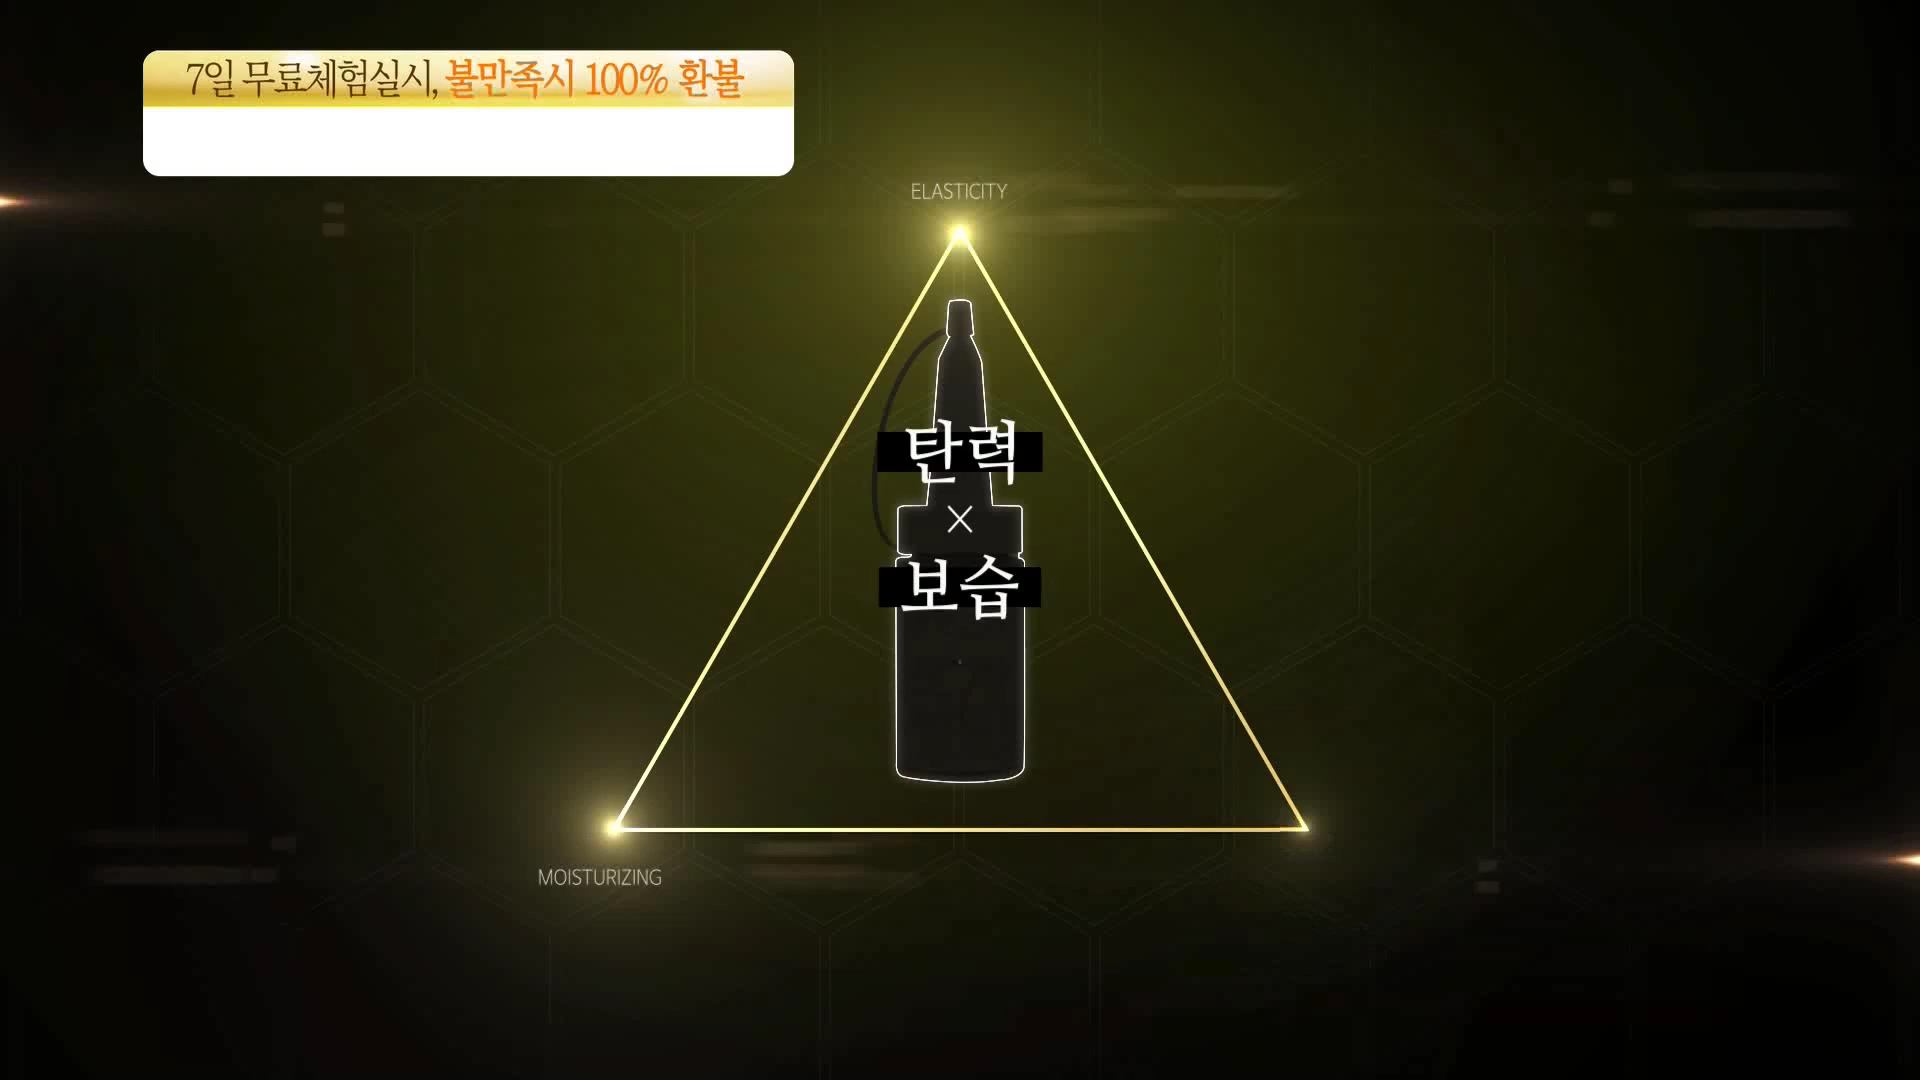 7일 무료체험실시, 불만족시 100% 환불
ELASTICITY
탄력
×
보습
MOISTURIZING